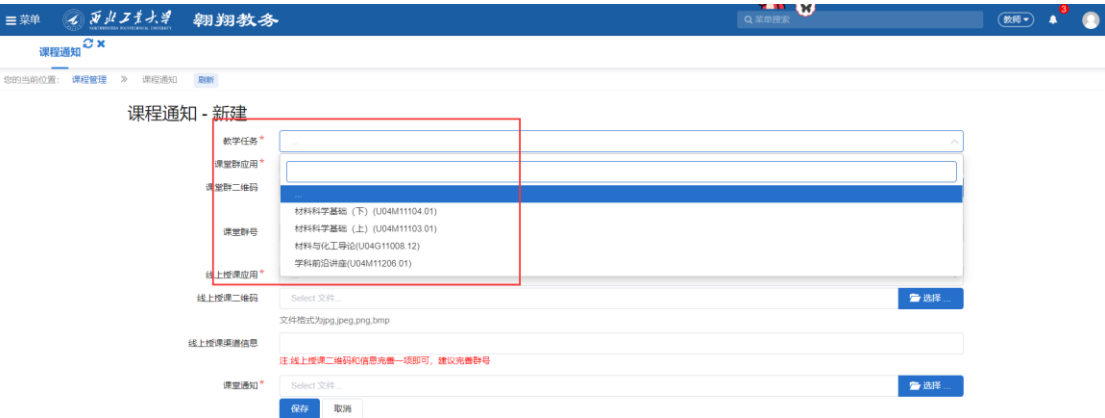 菜单 西北工业大学 翱翔教务 菜单搜索 教师 3
NORTHWESTERN POLYTECHNICAL UNIVERSITY
课程通知
您的当前位置: 课程管理 » 课程通知 刷新
课程通知 - 新建
教学任务 * ...
课堂群应用 *
课堂群二维码
...
材料科学基础（下）(U04M11104.01)
材料科学基础（上）(U04M11103.01)
课堂群号
材料与化工导论(U04G11008.12)
学科前沿讲座(U04M11206.01)
线上授课应用 *
线上授课二维码 Select 文件... 选择 ...
文件格式为jpg,jpeg,png,bmp
线上授课渠道信息
注:线上授课二维码和信息完善一项即可，建议完善群号
课堂通知 * Select 文件... 选择 ...
保存 取消